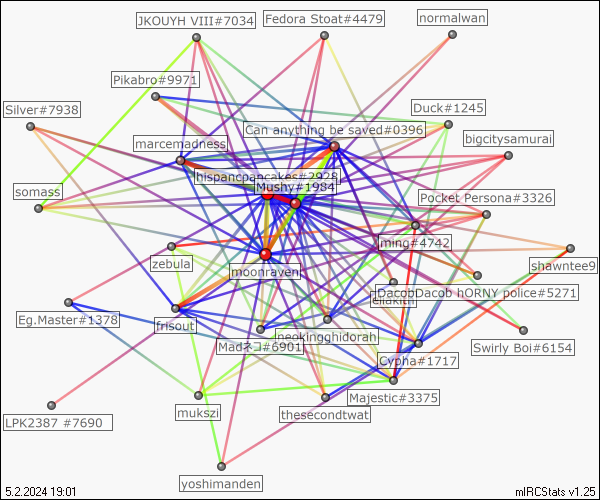 JKOUYH VIII#7034
Fedora Stoat#4479
normalwan
Pikabro#9971
Silver#7938
Duck#1245
Can anything be saved#0396
marcemadness
bigcitysamurai
hispanopancakes#2928
Mushy#1984
somass
Pocket Persona#3326
ming#4742
zebula
moonraven
shawntee9
DacobDacob hORNY police#5271
Eg.Master#1378
frisout
neokingghidorah
Madネコ#6901
Swirly Boi#6154
Cypha#1717
Majestic#3375
mukszi
thesecondtwat
LPK2387 #7690
yoshimanden
5.2.2024 19:01
mIRCStats v1.25